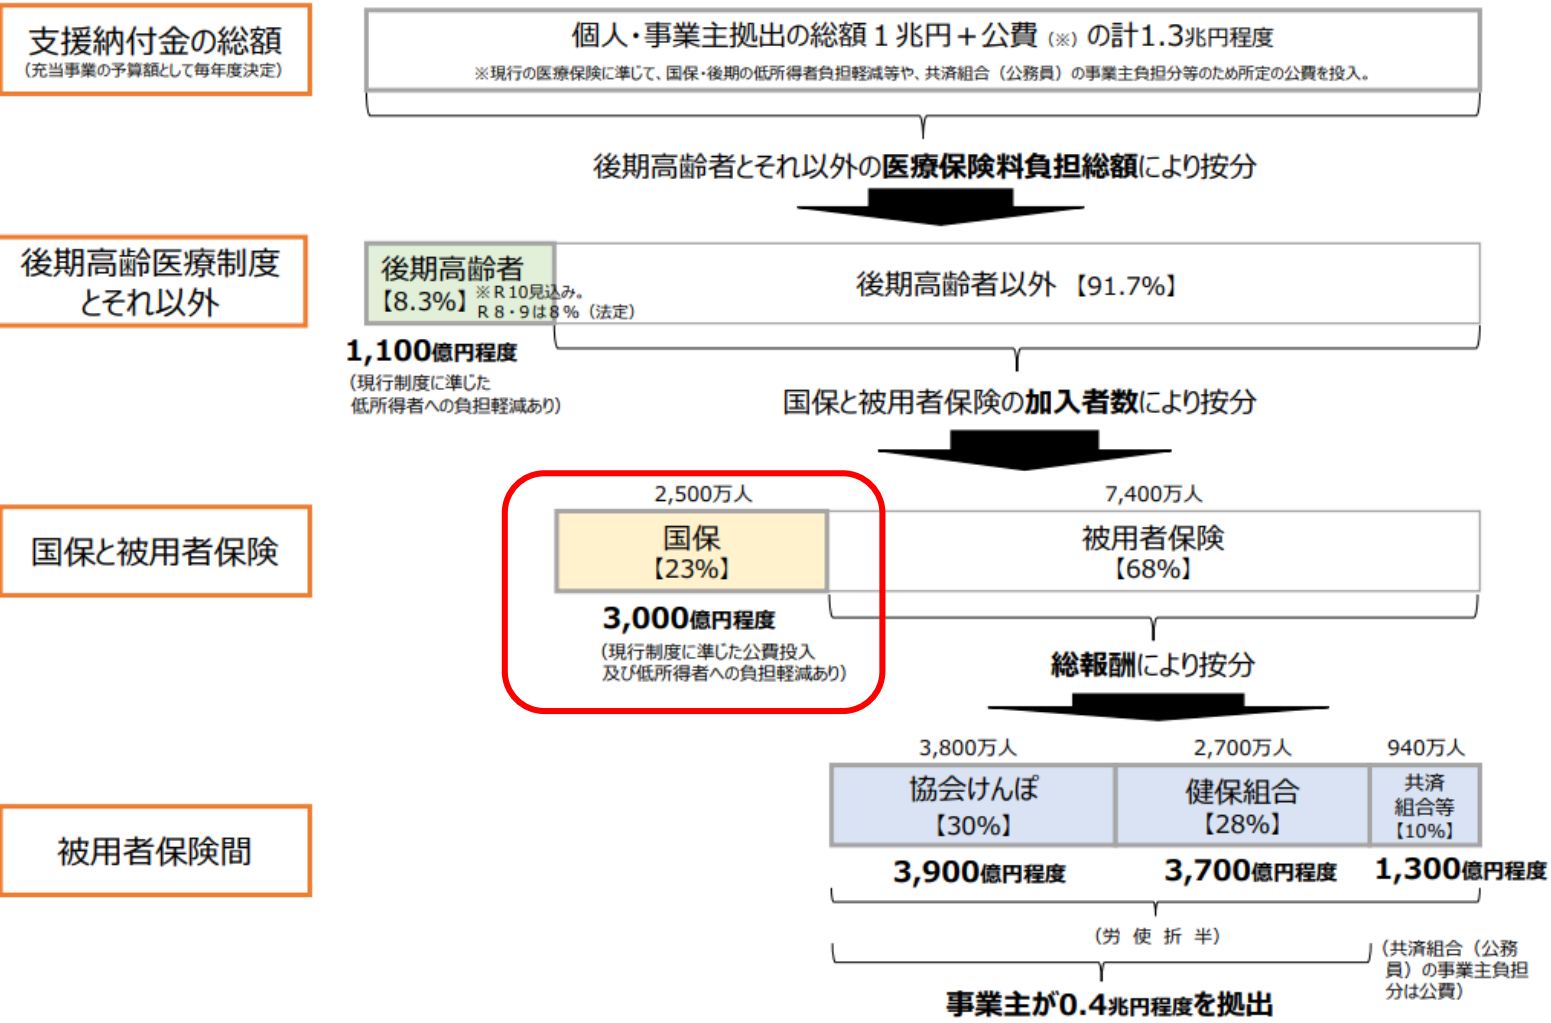 支援納付金の総額
（充当事業の予算額として毎年度決定）
個人・事業主拠出の総額１兆円＋公費（※）の計1.3兆円程度
※現行の医療保険に準じて、国保・後期の低所得者負担軽減等や、共済組合（公務員）の事業主負担分等のため所定の公費を投入。
後期高齢者とそれ以外の医療保険料負担総額により按分
後期高齢医療制度
とそれ以外
後期高齢者
【8.3%】
※Ｒ10見込み。
Ｒ８・９は８％（法定）
後期高齢者以外 【91.7%】
1,100億円程度
（現行制度に準じた
低所得者への負担軽減あり）
国保と被用者保険の加入者数により按分
国保と被用者保険
2,500万人
国保
【23%】
3,000億円程度
（現行制度に準じた公費投入
及び低所得者への負担軽減あり）
7,400万人
被用者保険
【68%】
総報酬により按分
被用者保険間
3,800万人
協会けんぽ
【30%】
3,900億円程度
2,700万人
健保組合
【28%】
3,700億円程度
940万人
共済
組合等
【10%】
1,300億円程度
（労 使 折 半）
事業主が0.4兆円程度を拠出
（共済組合（公務
員）の事業主負担
分は公費）